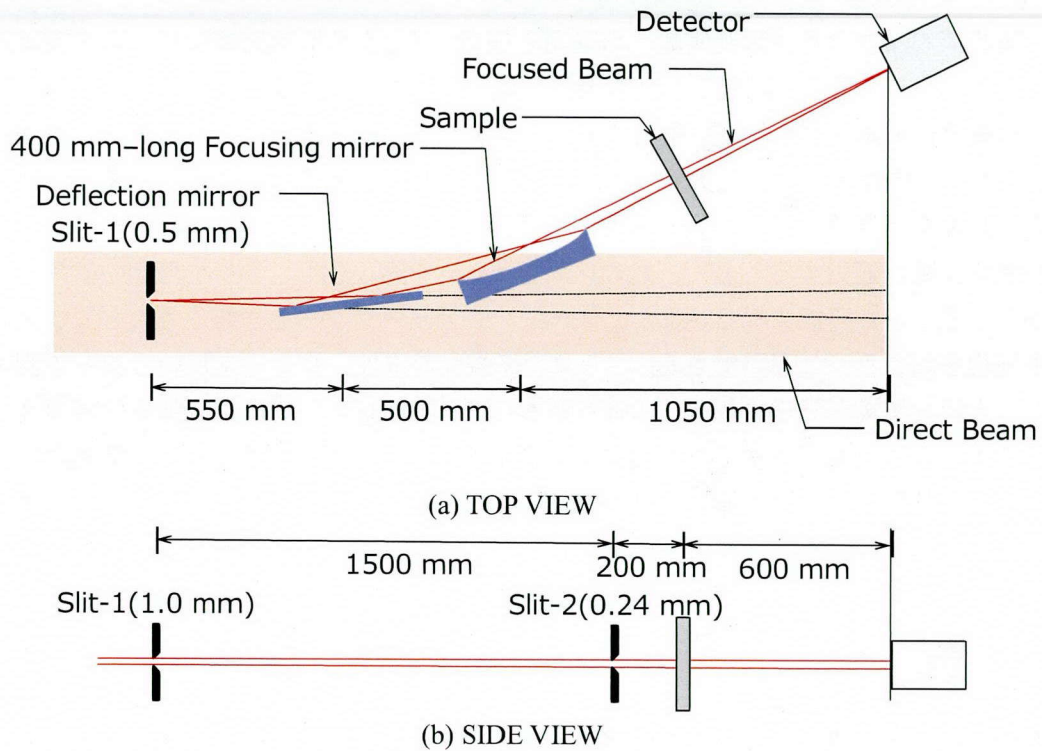 Detector
Focused Beam
Sample
400 mm–long Focusing mirror
Deflection mirror
Slit-1(0.5 mm)
550 mm
500 mm
1050 mm
Direct Beam
(a) TOP VIEW
1500 mm
200 mm
600 mm
Slit-1(1.0 mm)
Slit-2(0.24 mm)
(b) SIDE VIEW